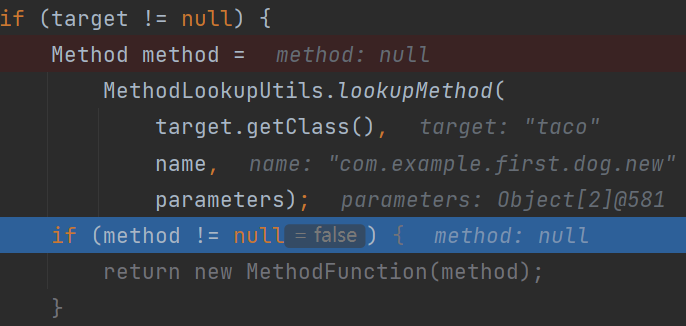 if (target != null) {
Method method = method: null
MethodLookupUtils.lookupMethod(
target.getClass(), target: "taco"
name, name: "com.example.first.dog.new"
parameters); parameters: Object[2]@581
if (method != null = false ) { method: null
return new MethodFunction(method);
}